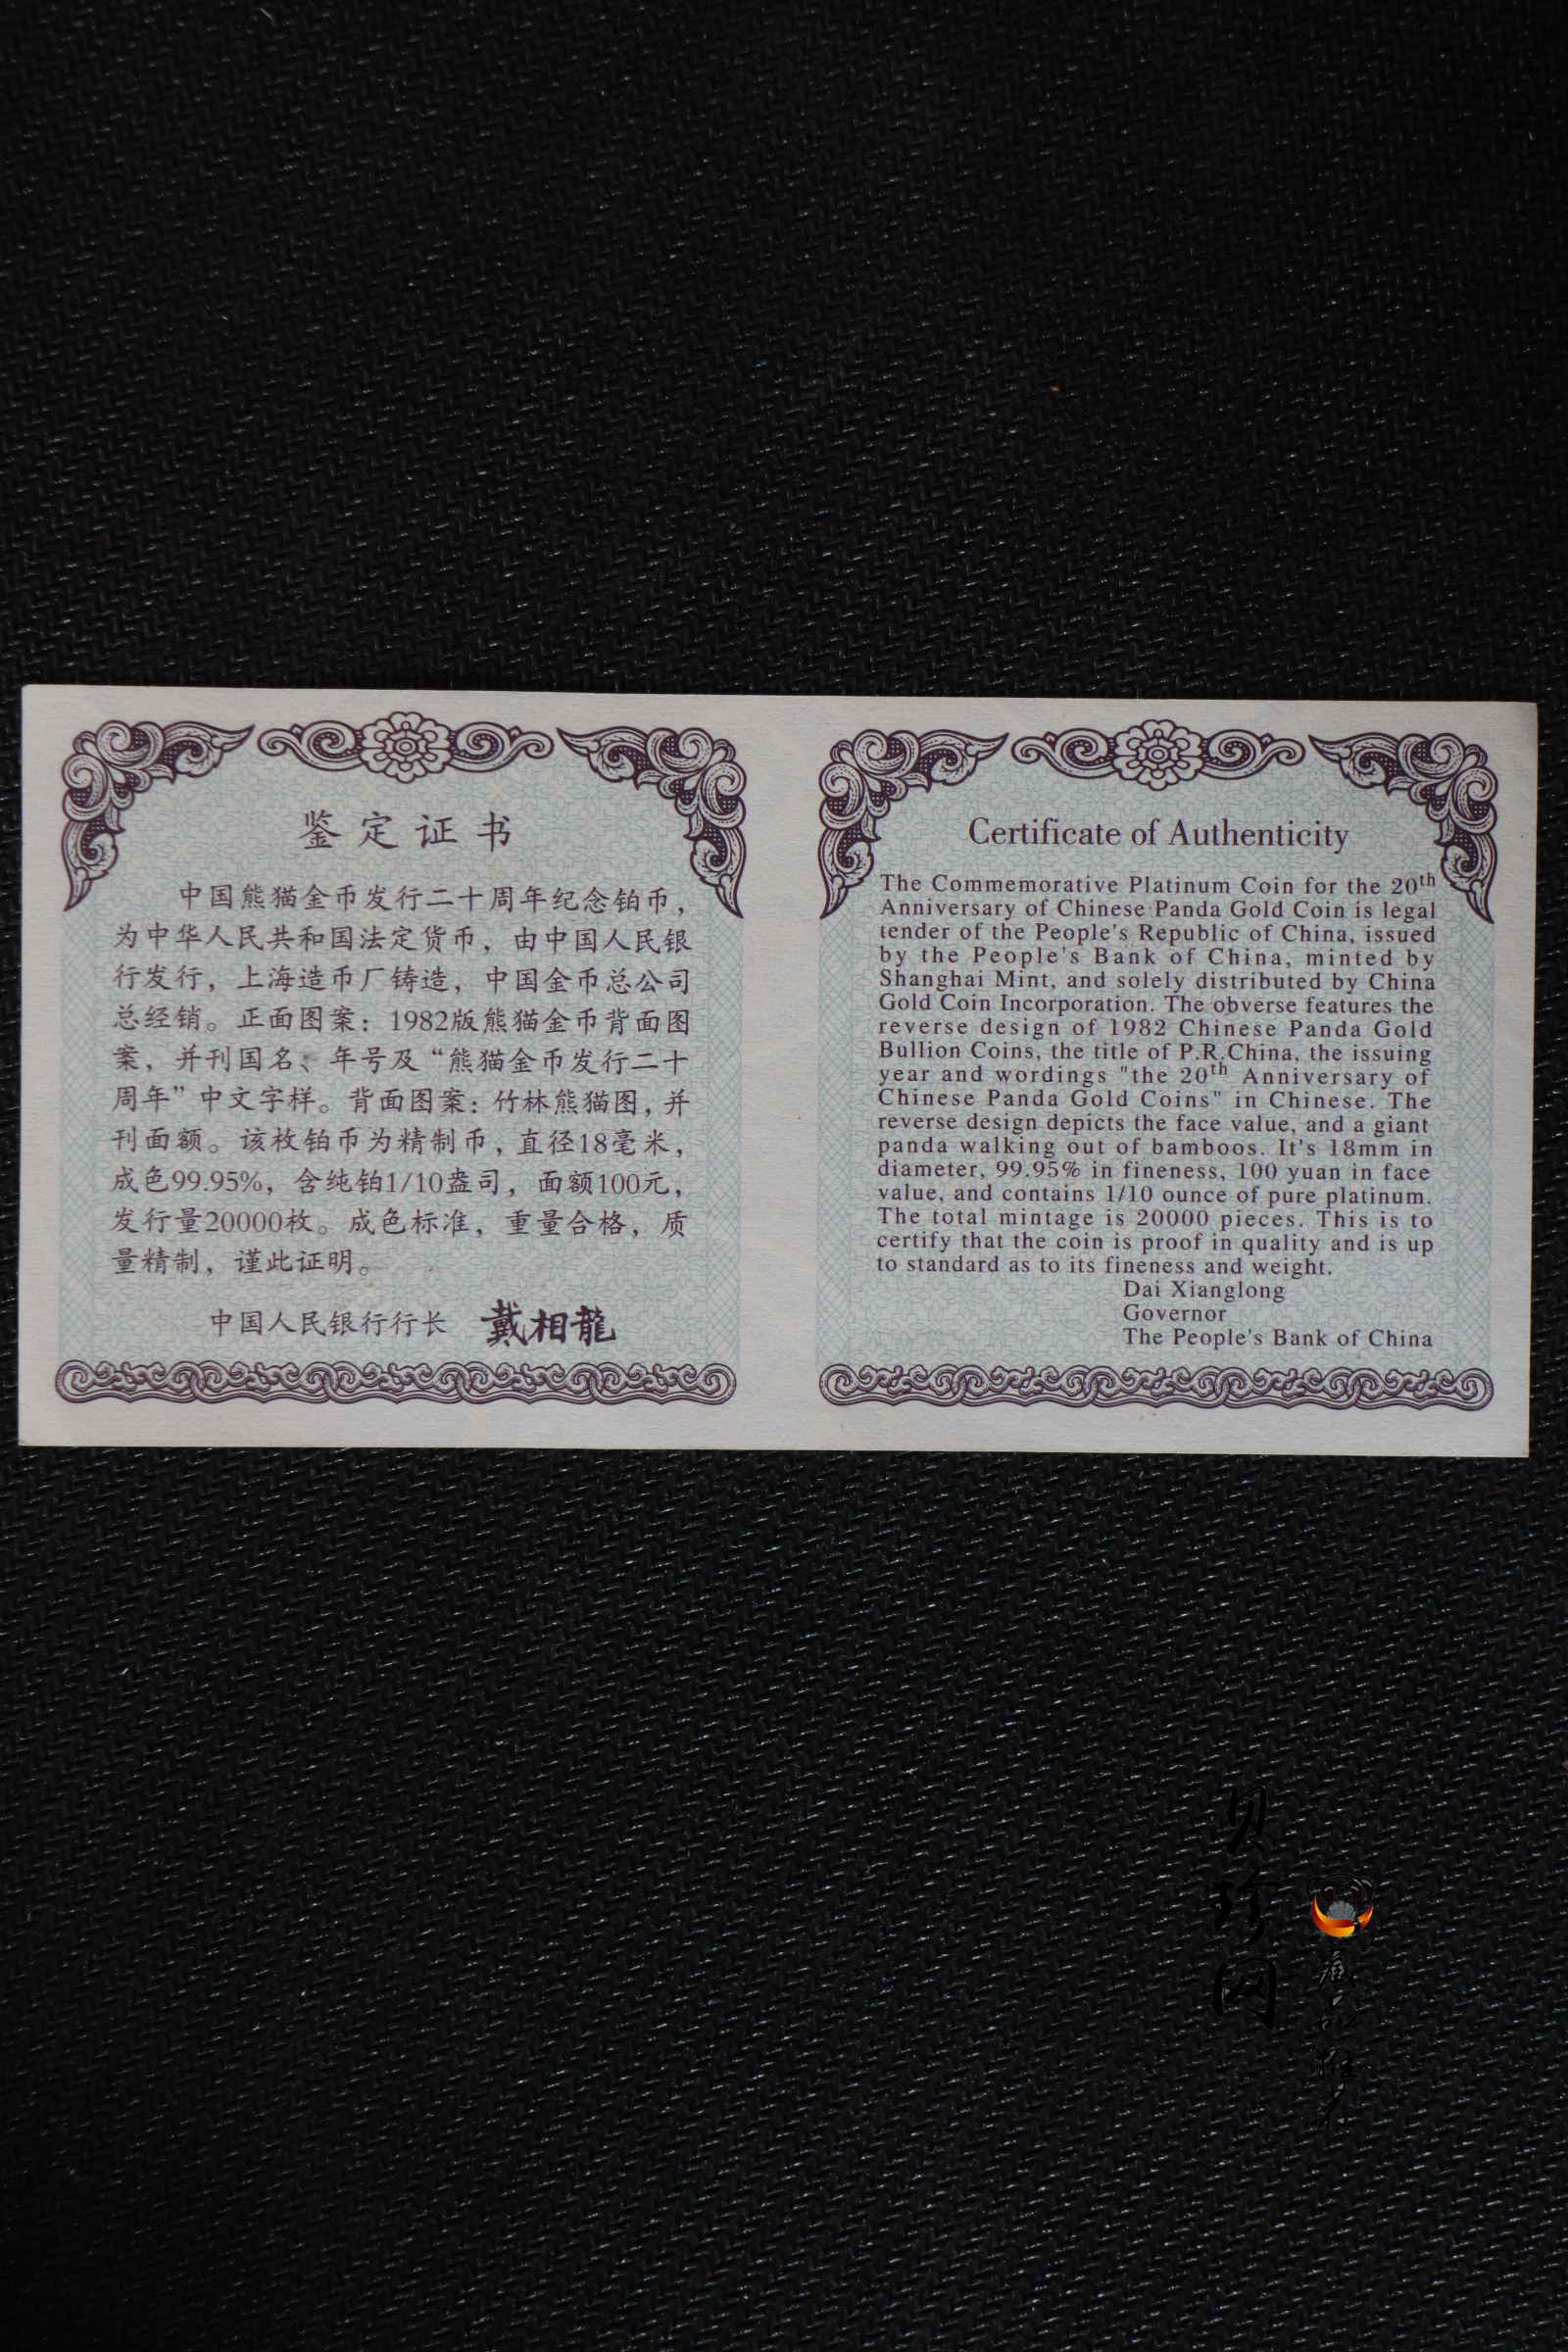 鉴定证书
中国熊猫金币发行二十周年纪念铂币，
为中华人民共和国法定货币，由中国人民银
行发行，上海造币厂铸造，中国金币总公司
总经销。正面图案：1982版熊猫金币背面图
案，并刊国名、年号及“熊猫金币发行二十
周年”中文字样。背面图案：竹林熊猫图，并
刊面额。该枚铂币为精制币，直径18毫米，
成色99.95%，含纯铂1/10盎司，面额100元，
发行量20000枚。成色标准，重量合格，质
量精制，谨此证明。
中国人民银行行长 戴相龍
Certificate of Authenticity
The Commemorative Platinum Coin for the 20th
Anniversary of Chinese Panda Gold Coin is legal
tender of the People's Republic of China, issued
by the People's Bank of China, minted by
Shanghai Mint, and solely distributed by China
Gold Coin Incorporation. The obverse features the
reverse design of 1982 Chinese Panda Gold
Bullion Coins, the title of P.R.China, the issuing
year and wordings "the 20th Anniversary of
Chinese Panda Gold Coins" in Chinese. The
reverse design depicts the face value, and a giant
panda walking out of bamboos. It's 18mm in
diameter, 99.95% in fineness, 100 yuan in face
value, and contains 1/10 ounce of pure platinum.
The total mintage is 20000 pieces. This is to
certify that the coin is proof in quality and is up
to standard as to its fineness and weight.
Dai Xianglong
Governor
The People's Bank of China
贝珍网